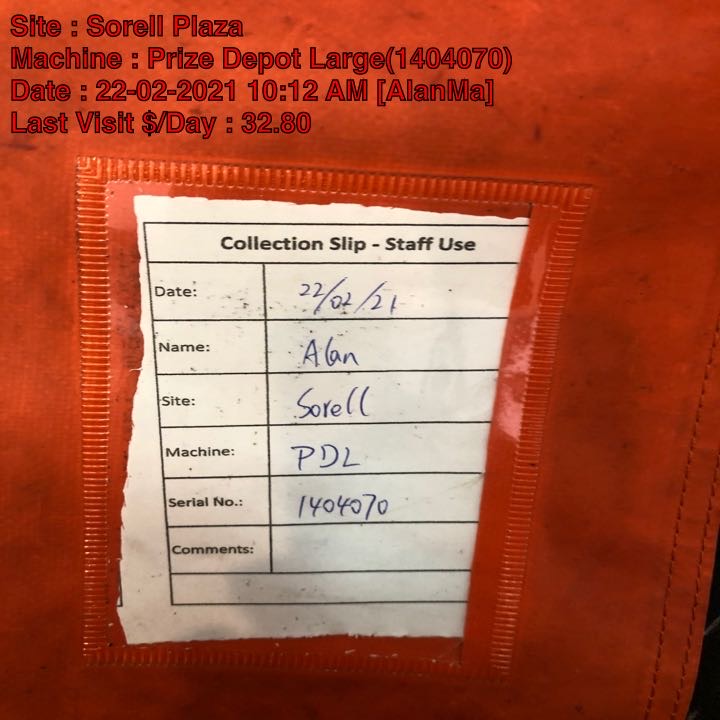 Site : Sorell Plaza
Machine : Prize Depot Large(1404070)
Date : 22-02-2021 10:12 AM [AlanMa]
Last Visit $/Day : 32.80
Collection Slip - Staff Use
Date: 22/02/21
Name: Alan
Site: Sorell
Machine: PDL
Serial No.: 1404070
Comments: